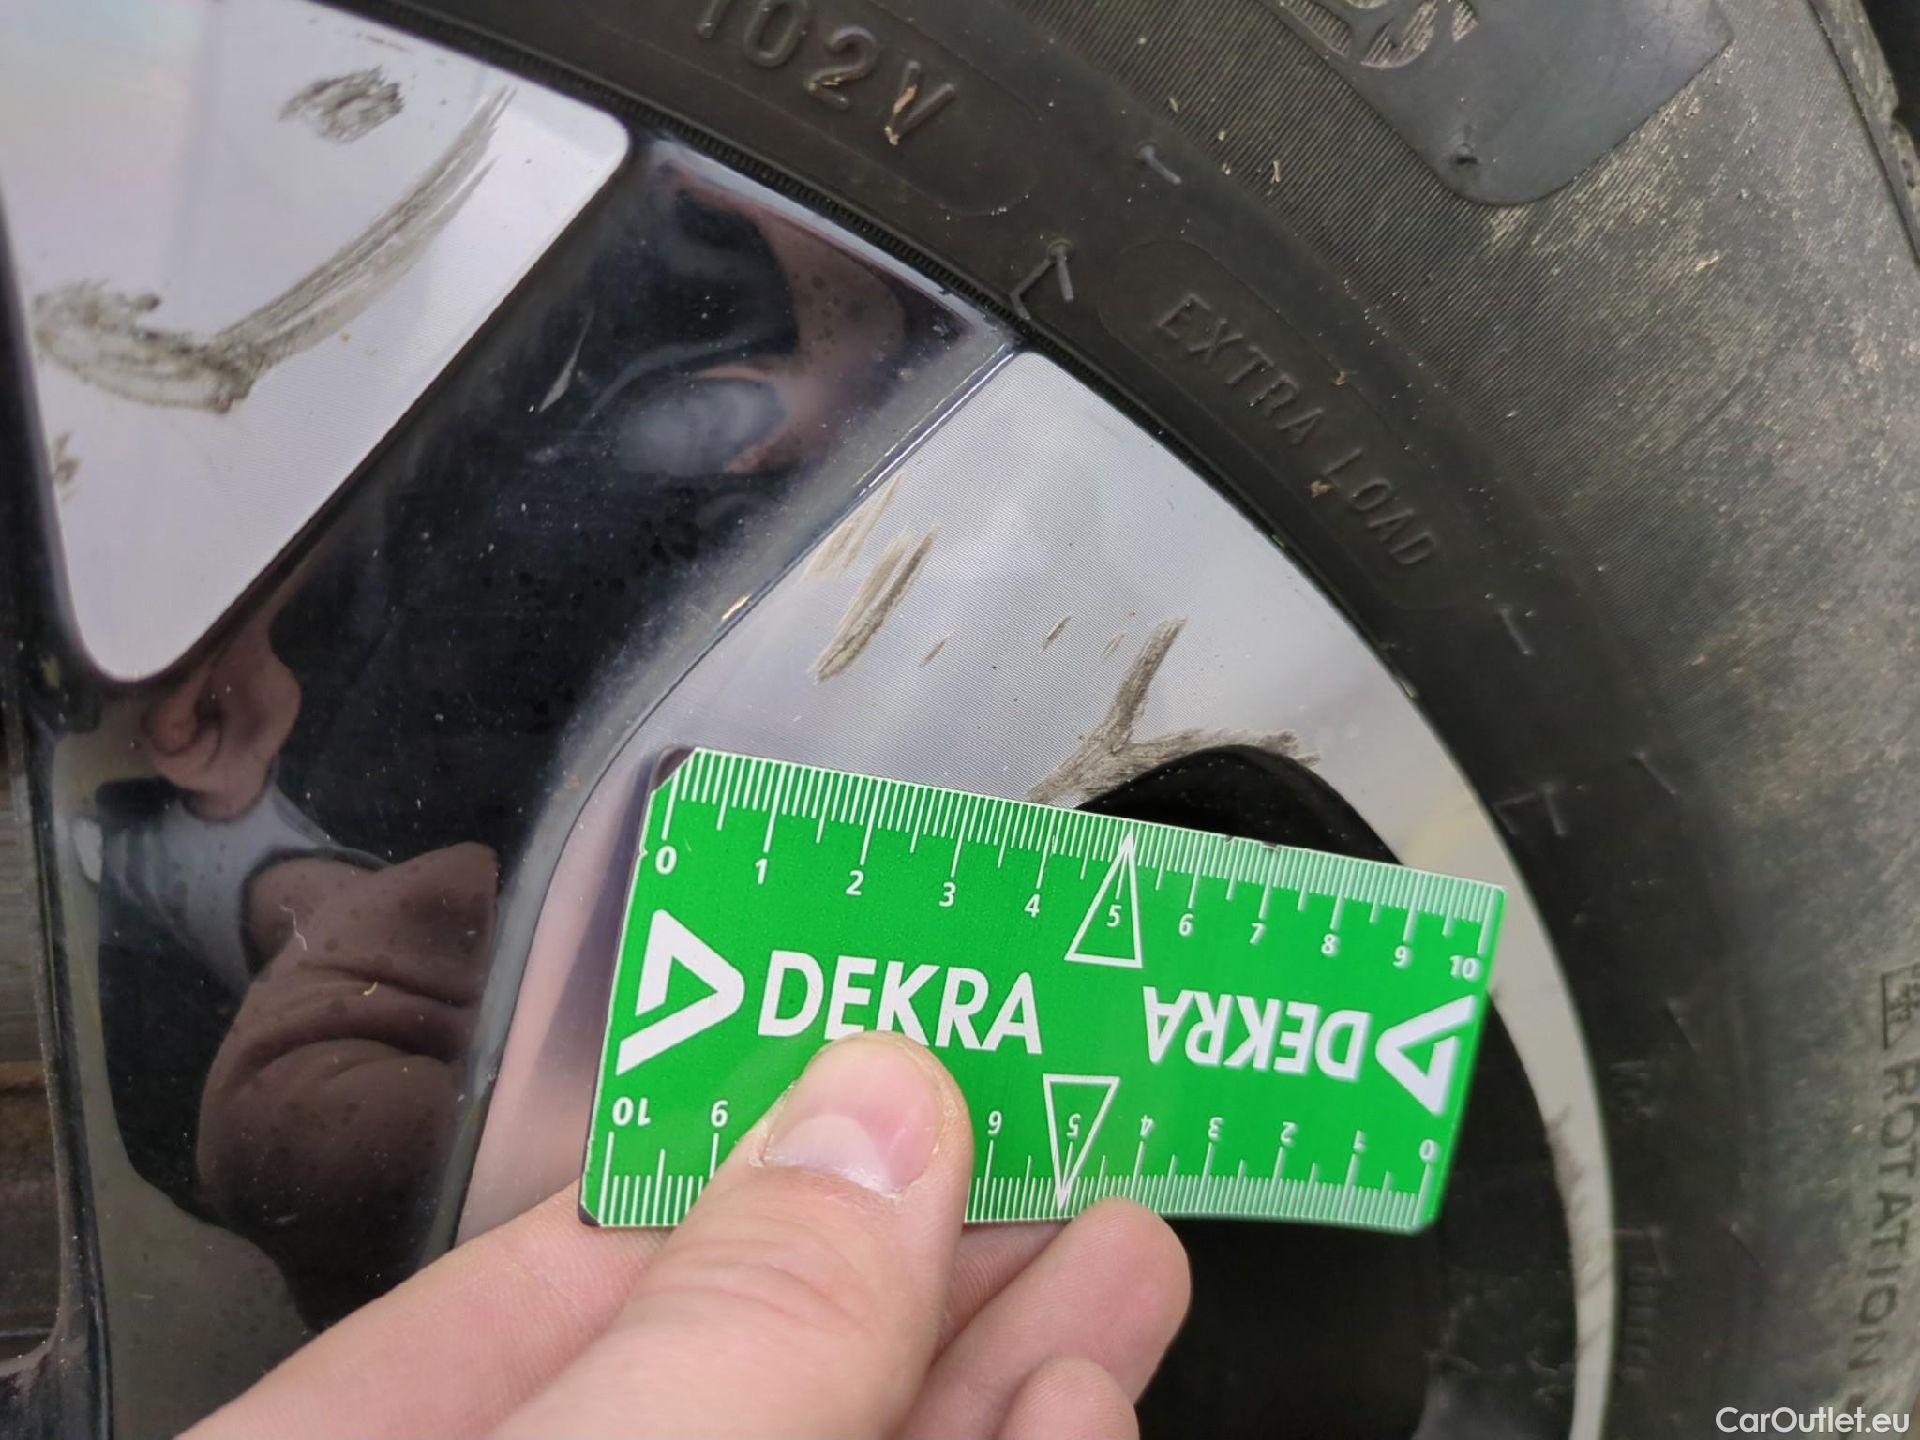 102V
EXTRA LOAD
0 1 2 3 4 5 6 7 8 9 10
DEKRA
DEKRA
10 9 6 5 4 3 2 1 0
ROTATION
CarOutlet.eu